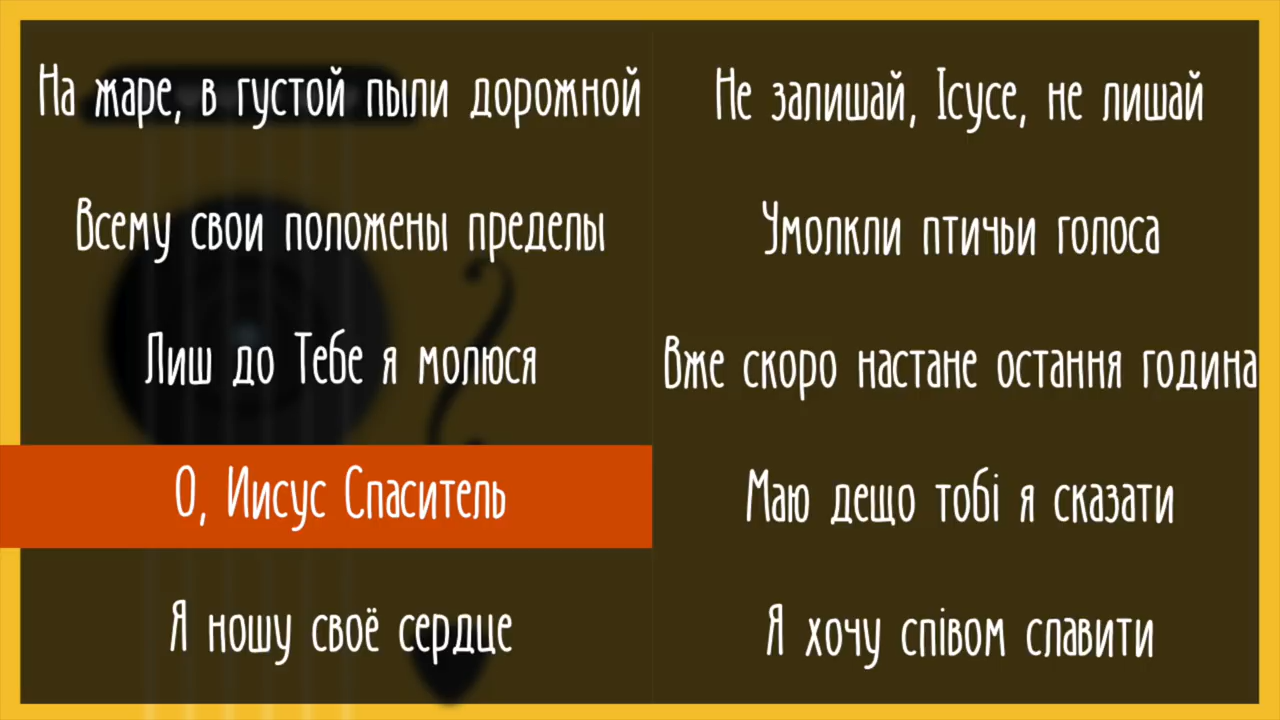 На жаре, в густой пыли дорожной
Всему свои положены пределы
Лиш до Тебе я молюся
О, Иисус Спаситель
Я ношу своё сердце
Не залишай, Ісусе, не лишай
Умолкли птичьи голоса
Вже скоро настане остання година
Маю дещо тобі я сказати
Я хочу співом славити